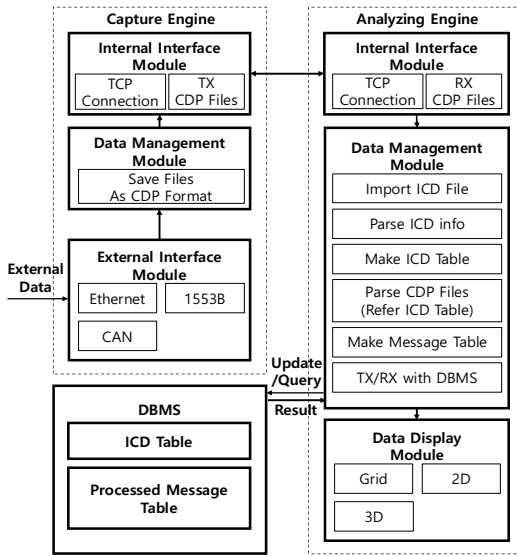 Capture Engine
Internal Interface
Module
TCP
Connection
TX
CDP Files
Data Management
Module
Save Files
As CDP Format
External Interface
Module
Ethernet
1553B
CAN
External
Data
Analyzing Engine
Internal Interface
Module
TCP
Connection
RX
CDP Files
Data Management
Module
Import ICD File
Parse ICD info
Make ICD Table
Parse CDP Files
(Refer ICD Table)
Make Message Table
TX/RX with DBMS
Update
/Query
Result
DBMS
ICD Table
Processed Message
Table
Data Display
Module
Grid
2D
3D